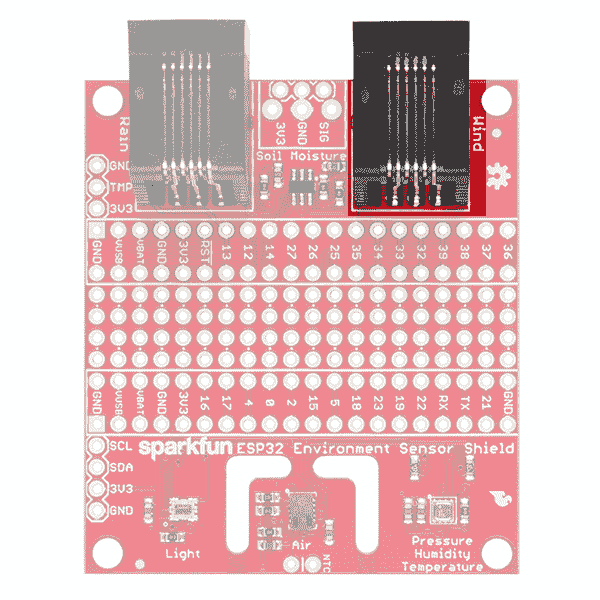 Rain
3V3 GND SIG
Wind
Soil Moisture
GND
TMP
3V3
GND VUSB VBAT GND 3V3 RST 13 12 14 27 26 25 35 34 33 32 39 38 37 36
GND VUSB VBAT GND 3V3 16 17 4 0 2 15 5 18 23 19 22 RX TX 21 GND
SCL
SDA
3V3
GND
sparkfun ESP32 Environment Sensor Shield
Light
Air
NTC
Pressure
Humidity
Temperature